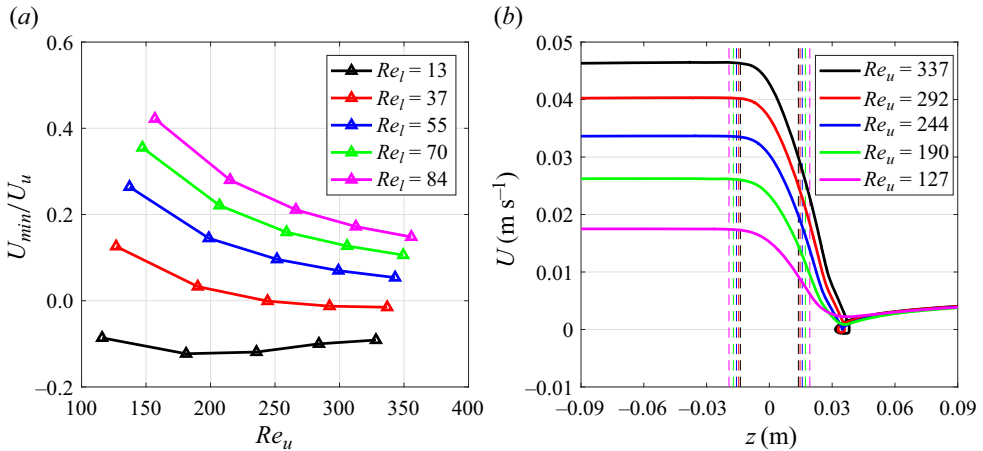 (a)
0.6
0.4
0.2
0.0
–0.2
U_min/U_u
100 150 200 250 300 350 400
Re_u
Re_l = 13
Re_l = 37
Re_l = 55
Re_l = 70
Re_l = 84
(b)
0.05
0.04
0.03
0.02
0.01
0
–0.01
U (m s⁻¹)
–0.09 –0.06 –0.03 0 0.03 0.06 0.09
z (m)
Re_u = 337
Re_u = 292
Re_u = 244
Re_u = 190
Re_u = 127